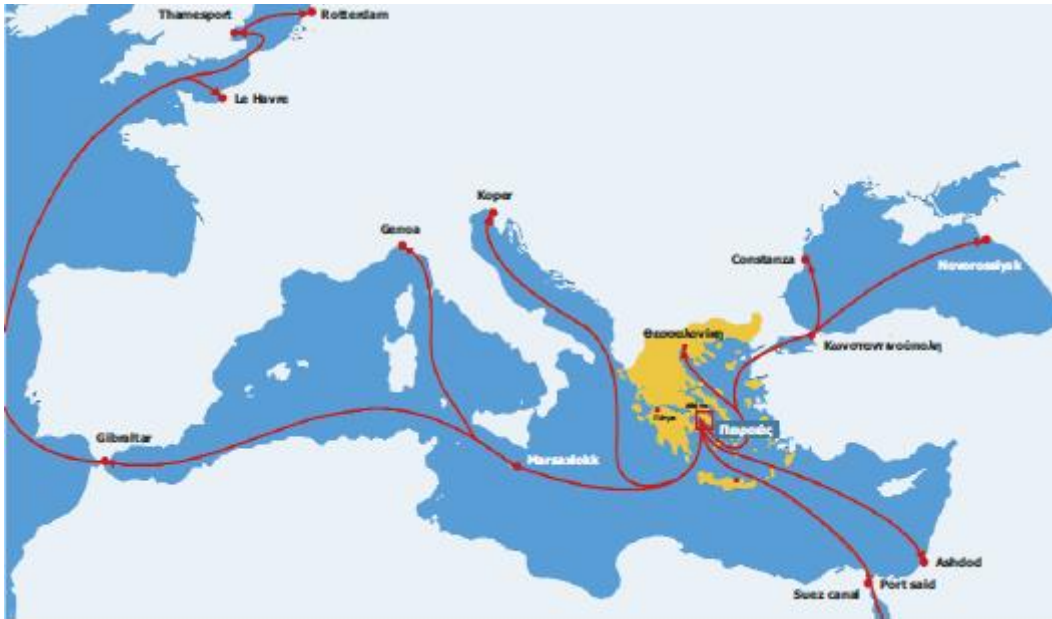 Thamesport
Rotterdam
Le Havre
Koper
Genoa
Constanza
Novorossiysk
Θεσσαλονίκη
Κωνσταντινούπολη
Πειραιάς
Gibraltar
Marsaxlokk
Ashdod
Suez canal
Port said